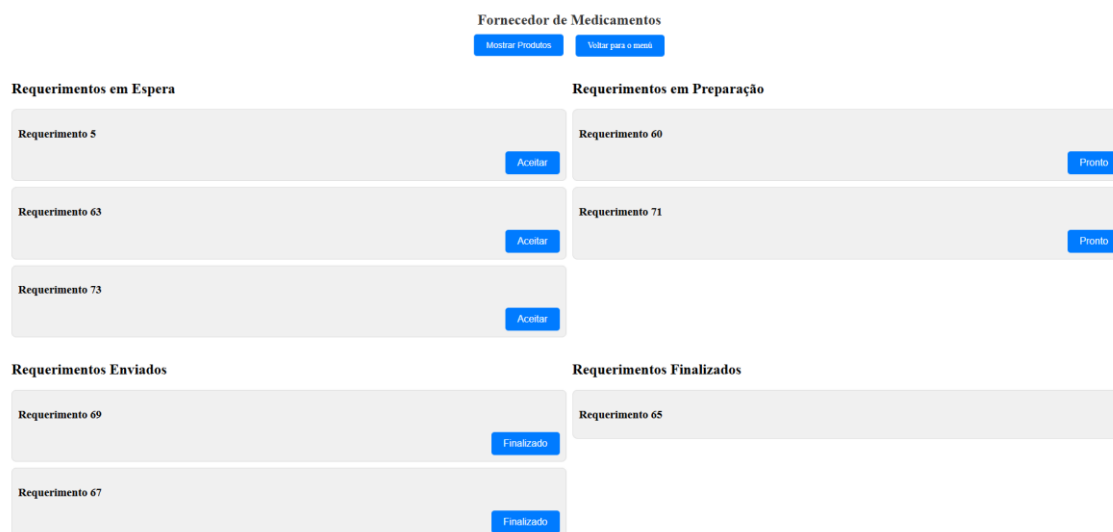 Fornecedor de Medicamentos
Mostrar Produtos
Voltar para o menú
Requerimentos em Espera
Requerimento 5
Aceitar
Requerimento 63
Aceitar
Requerimento 73
Aceitar
Requerimentos em Preparação
Requerimento 60
Pronto
Requerimento 71
Pronto
Requerimentos Enviados
Requerimento 69
Finalizado
Requerimento 67
Finalizado
Requerimentos Finalizados
Requerimento 65